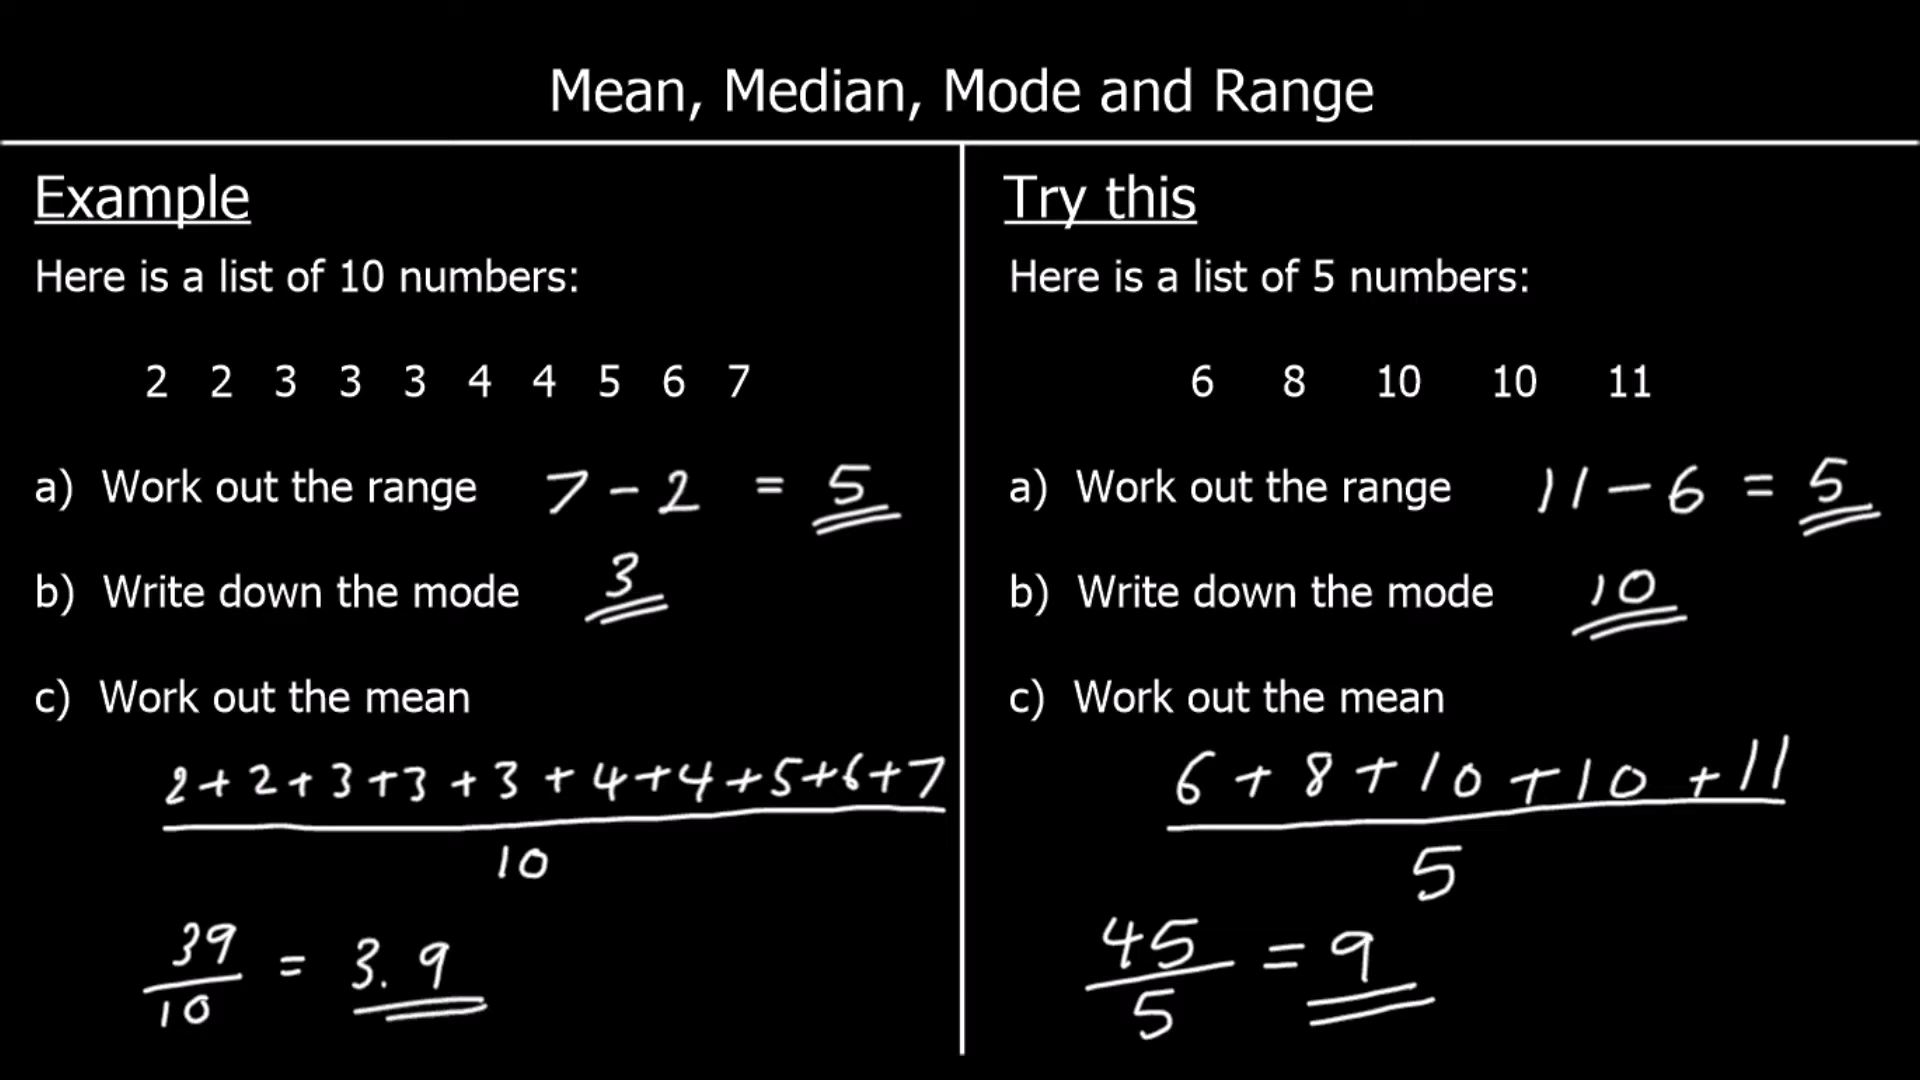 Mean, Median, Mode and Range
Example
Here is a list of 10 numbers:
2 2 3 3 3 4 4 5 6 7
a) Work out the range 7 - 2 = 5
b) Write down the mode 3
c) Work out the mean
2 + 2 + 3 + 3 + 3 + 4 + 4 + 5 + 6 + 7
10
39
10
= 3.9
Try this
Here is a list of 5 numbers:
6 8 10 10 11
a) Work out the range 11 - 6 = 5
b) Write down the mode 10
c) Work out the mean
6 + 8 + 10 + 10 + 11
5
45
5
= 9